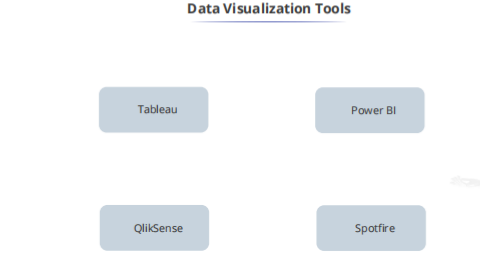 Data Visualization Tools
Tableau
Power BI
QlikSense
Spotfire